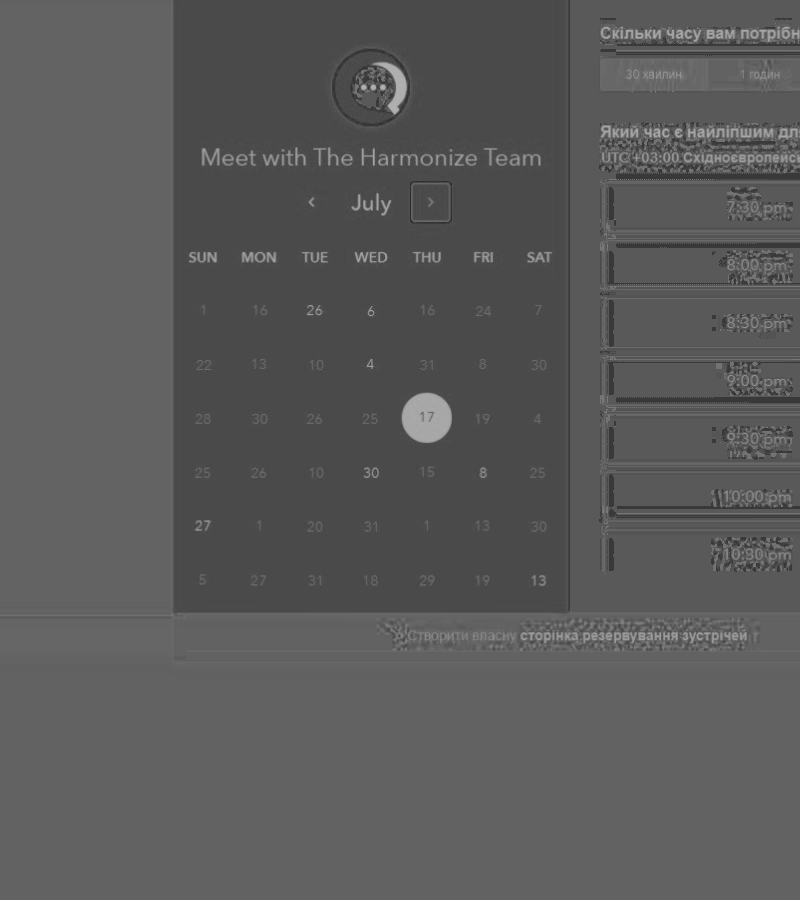 Meet with The Harmonize Team
July
SUN MON TUE WED THU FRI SAT
1 16 26 6 16 24 7
22 13 10 4 31 8 30
28 30 26 25 17 19 4
25 26 10 30 15 8 25
27 1 20 31 1 13 30
5 27 31 18 29 19 13
Скільки часу вам потрібн
30 хвилин 1 годин
Який час є найліпшим дл
UTC +03:00 Східноєвропейсь
7:30 pm
8:00 pm
8:30 pm
9:00 pm
9:30 pm
10:00 pm
10:30 pm
Створити власну сторінка резервування зустрічей